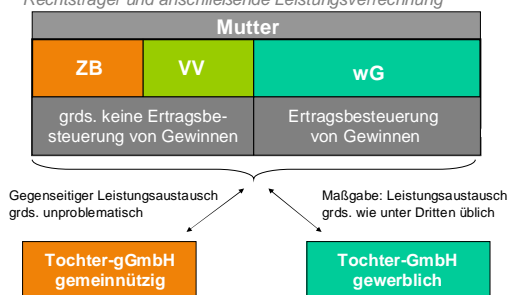 Rechtsträger und anschließende Leistungsverrechnung
Mutter
ZB
VV
wG
grds. keine Ertragsbe-
steuerung von Gewinnen
Ertragsbesteuerung
von Gewinnen
Gegenseitiger Leistungsaustausch
grds. unproblematisch
Maßgabe: Leistungsaustausch
grds. wie unter Dritten üblich
Tochter-gGmbH
gemeinnützig
Tochter-GmbH
gewerblich